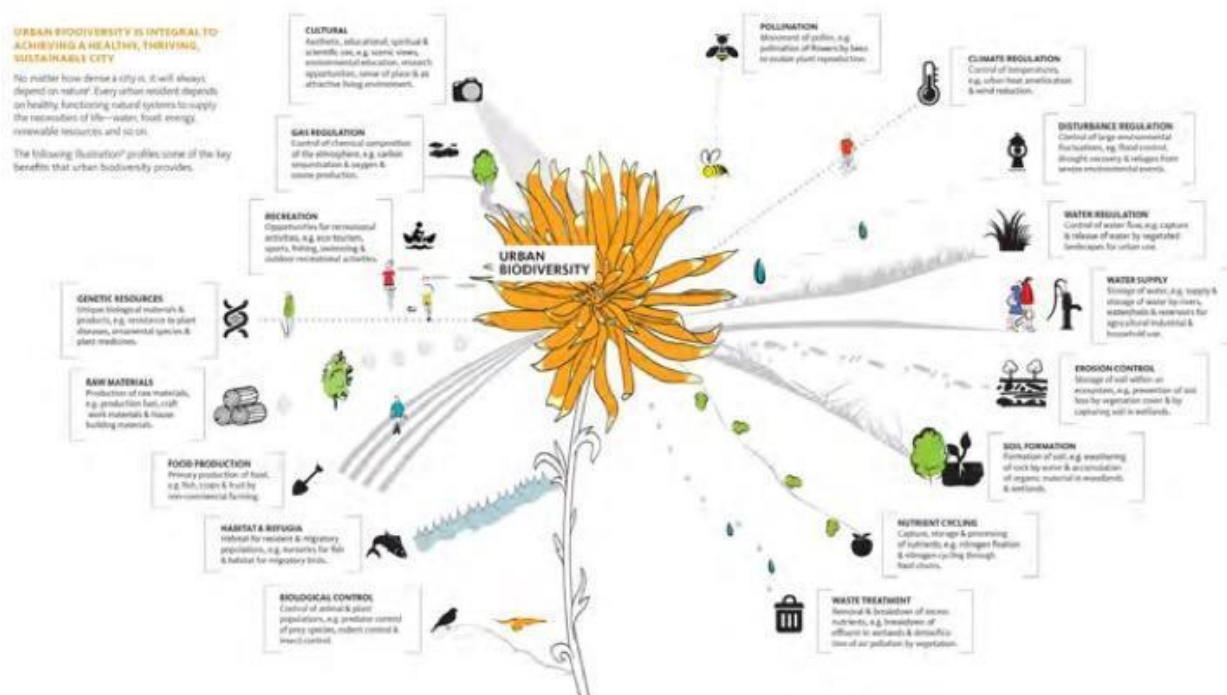 URBAN BIODIVERSITY IS INTEGRAL TO
ACHIEVING A HEALTHY, THRIVING,
SUSTAINABLE CITY
No matter how dense a city is, it will always
depend on nature. Every urban resident depends
on healthy, functioning natural systems to supply
the necessities of life—water, food, energy,
renewable resources and so on.
The following illustration profiles some of the key
benefits that urban biodiversity provides.
CULTURAL
Aesthetic, educational, spiritual &
scientific use, e.g. scenic views,
environmental education, research
opportunities, sense of place & as
attractive living environment.
GAS REGULATION
Control of chemical composition
of the atmosphere, e.g. carbon
sequestration & oxygen &
ozone production.
RECREATION
Opportunities for recreational
activities, e.g. eco tourism,
sports, fishing, swimming &
outdoor recreational activities.
GENETIC RESOURCES
Unique biological materials &
products, e.g. resistance to plant
diseases, ornamental species &
plant medicines.
RAW MATERIALS
Production of raw materials,
e.g. production fuel, craft
work materials & house
building materials.
FOOD PRODUCTION
Primary production of food,
e.g. fish, crops & fruit by
non-commercial farming.
HABITAT & REFUGIA
Habitat for resident & migratory
populations, e.g. nurseries for fish
& habitat for migratory birds.
BIOLOGICAL CONTROL
Control of animal & plant
populations, e.g. predator control
of prey species, rodent control &
insect control.
URBAN
BIODIVERSITY
POLLINATION
Movement of pollen, e.g.
pollination of flowers by bees
to enable plant reproduction.
CLIMATE REGULATION
Control of temperatures,
e.g. urban heat amelioration
& wind reduction.
DISTURBANCE REGULATION
Control of large environmental
fluctuations, eg. flood control,
drought recovery & refuges from
severe environmental events.
WATER REGULATION
Control of water flow, e.g. capture
& release of water by vegetated
landscapes for urban use.
WATER SUPPLY
Storage of water, e.g. supply &
storage of water by rivers,
watersheds & reservoirs for
agricultural industrial &
household use.
EROSION CONTROL
Storage of soil within an
ecosystem, e.g. prevention of soil
loss by vegetation cover & by
capturing soil in wetlands.
SOIL FORMATION
Formation of soil, e.g. weathering
of rock by water & accumulation
of organic material in woodlands
& wetlands.
NUTRIENT CYCLING
Capture, storage & processing
of nutrients, e.g. nitrogen fixation
& nitrogen cycling through
food chains.
WASTE TREATMENT
Removal & breakdown of excess
nutrients, e.g. breakdown of
effluent in wetlands & detoxifica-
tion of air pollution by vegetation.